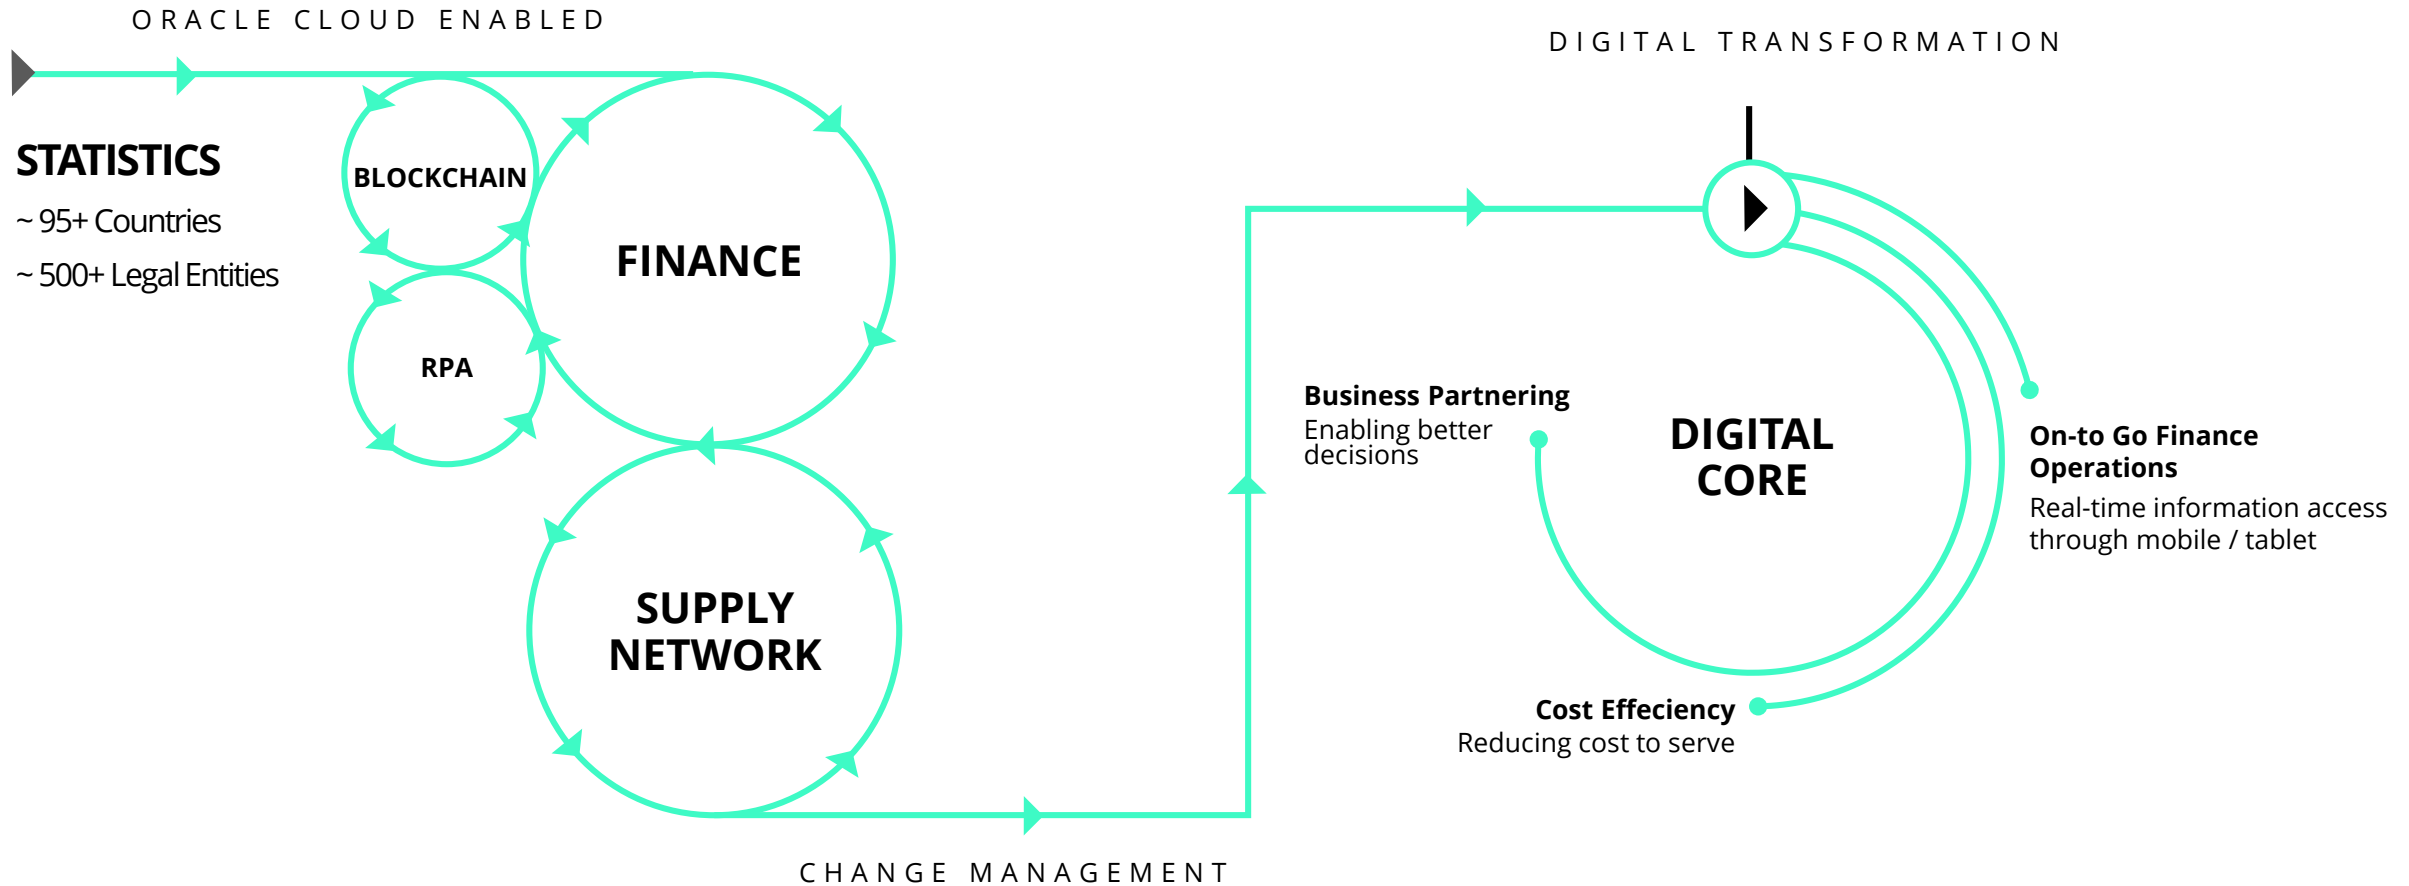 ORACLE CLOUD ENABLED
STATISTICS
~ 95+ Countries
~ 500+ Legal Entities
BLOCKCHAIN
RPA
FINANCE
SUPPLY
NETWORK
CHANGE MANAGEMENT
DIGITAL TRANSFORMATION
Business Partnering
Enabling better
decisions
DIGITAL
CORE
On-to Go Finance
Operations
Real-time information access
through mobile / tablet
Cost Effeciency
Reducing cost to serve